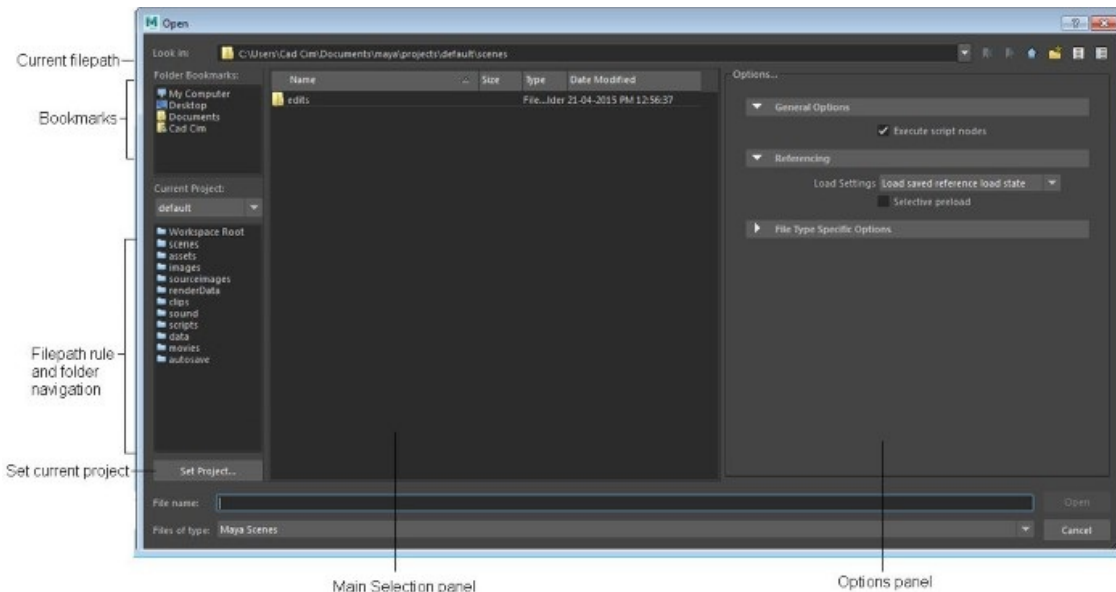 Open
Current filepath
Look in: C:\Users\Cad Cim\Documents\maya\projects\default\scenes
Bookmarks
Folder Bookmarks:
My Computer
Desktop
Documents
Cad Cim
Name Size Type Date Modified
edits File...lder 21-04-2015 PM 12:56:37
Options...
General Options
Execute script nodes
Referencing
Load Settings Load saved reference load state
Selective preload
File Type Specific Options
Current Project:
default
Filepath rule
and folder
navigation
Workspace Root
scenes
assets
images
sourceimages
renderData
clips
sound
scripts
data
movies
autosave
Set current project
Set Project...
File name:
Open
Files of type: Maya Scenes
Cancel
Main Selection panel
Options panel